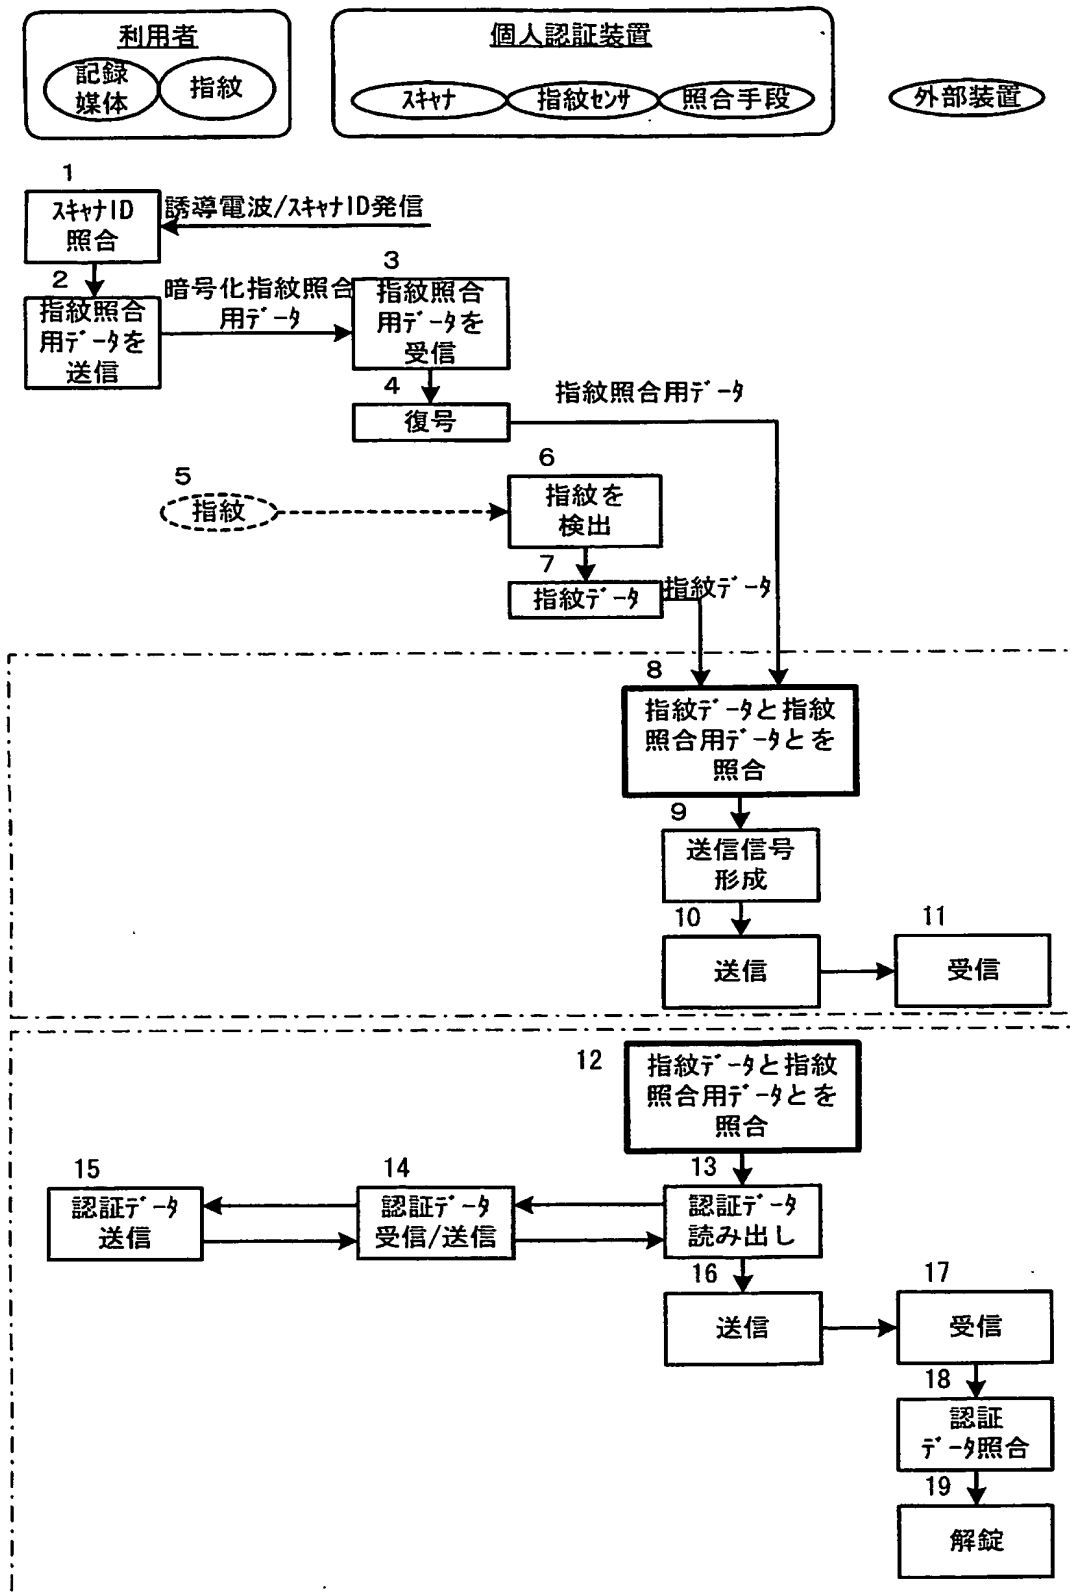 利用者
記録
媒体
指紋
個人認証装置
スキャナ
指紋センサ
照合手段
外部装置
1
スキャナID
照合
誘導電波/スキャナID発信
2
指紋照合
用データを
送信
暗号化指紋照合
用データ
3
指紋照合
用データを
受信
4
復号
指紋照合用データ
5
指紋
6
指紋を
検出
7
指紋データ
指紋データ
8
指紋データと指紋
照合用データとを
照合
9
送信信号
形成
10
送信
11
受信
12
指紋データと指紋
照合用データとを
照合
13
認証データ
読み出し
14
認証データ
受信/送信
15
認証データ
送信
16
送信
17
受信
18
認証
データ照合
19
解錠